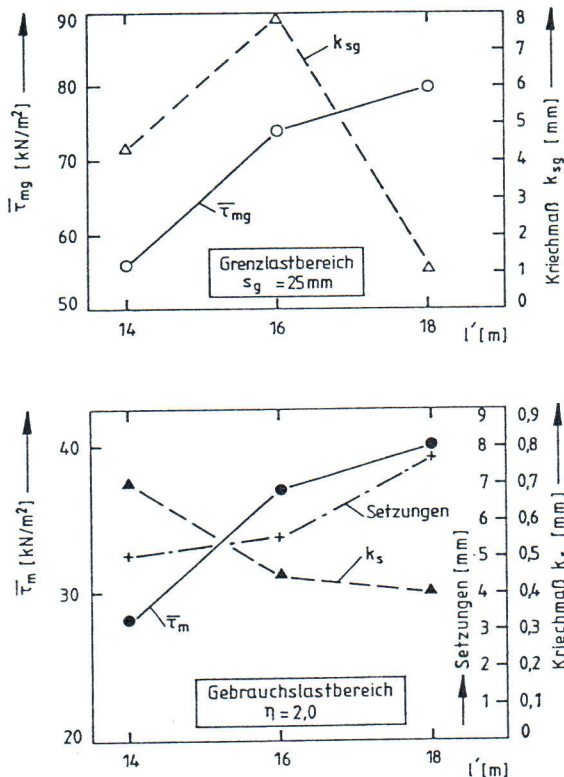 90
80
70
60
50
τ̅mg [kN/m²]
8
7
6
5
4
3
2
1
0
Kriechmaß ksg [mm]
ksg
τ̅mg
Grenzlastbereich
sg = 25mm
14
16
18
l´[m]
40
30
20
τ̅m [kN/m²]
9
8
7
6
5
4
3
2
1
Setzungen [mm]
0,9
0,8
0,7
0,6
0,5
0,4
0,3
0,2
0,1
0
Kriechmaß k [mm]
Setzungen
ks
τ̅m
Gebrauchslastbereich
η = 2,0
14
16
18
l´[m]